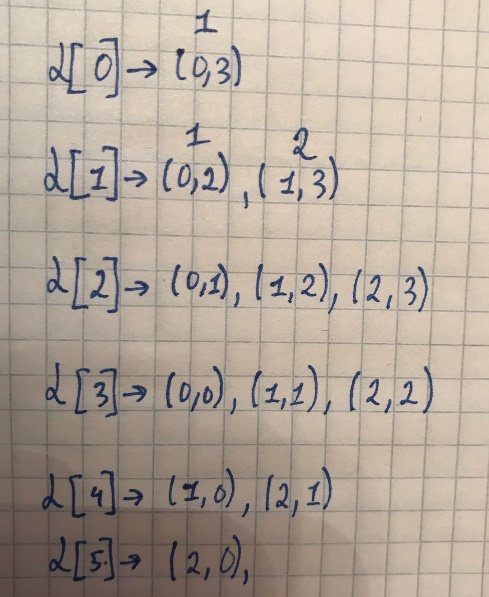 1
d[0] → (0,3)
1 2
d[1] → (0,2), (1,3)
d[2] → (0,1), (1,2), (2,3)
d[3] → (0,0), (1,1), (2,2)
d[4] → (1,0), (2,1)
d[5] → (2,0),